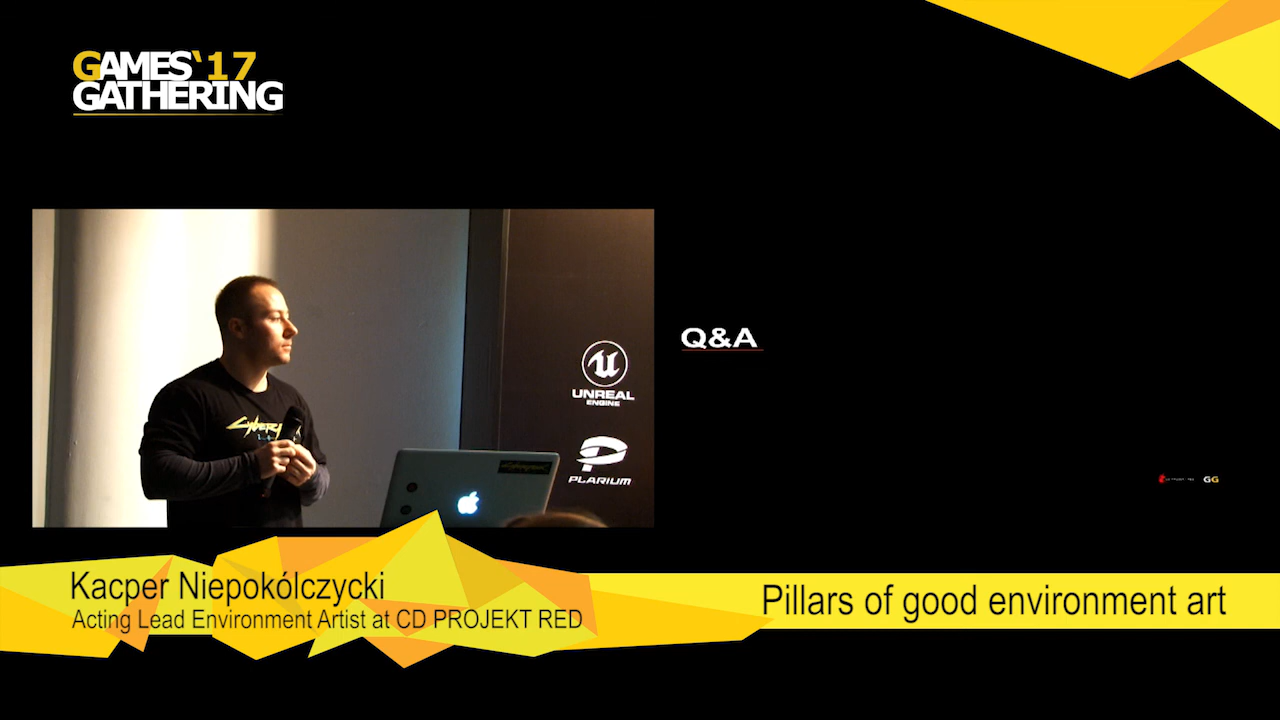 GAMES'17
GATHERING
UNREAL
ENGINE
PLARIUM
Q&A
GG
Kacper Niepokólczycki
Acting Lead Environment Artist at CD PROJEKT RED
Pillars of good environment art